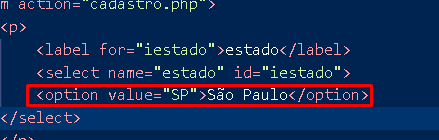 m action="cadastro.php">
<p>
<label for="iestado">estado</label>
<select name="estado" id="iestado">
<option value="SP">São Paulo</option>
</select>
</p>